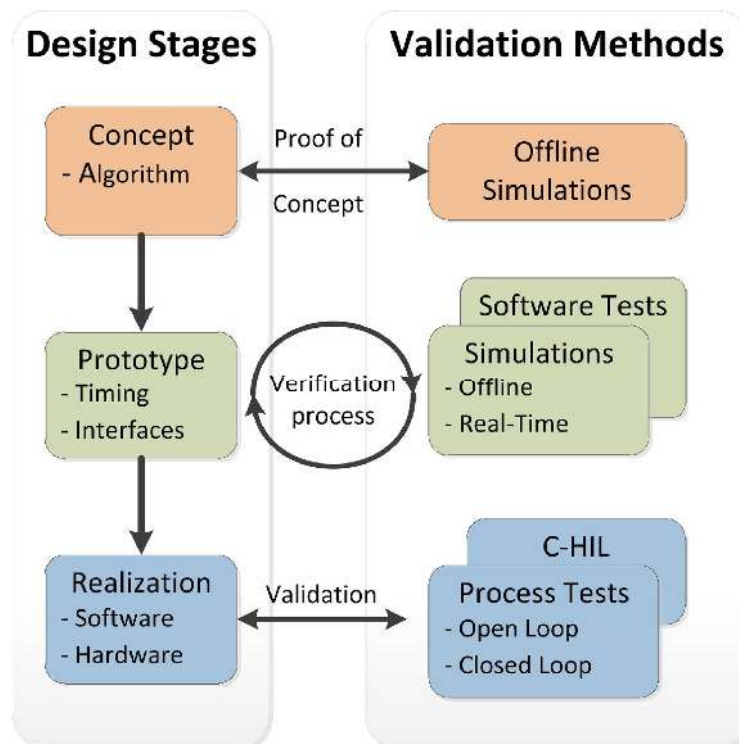 Design Stages
Validation Methods
Concept
- Algorithm
Proof of
Concept
Offline
Simulations
Prototype
- Timing
- Interfaces
Verification
process
Software Tests
Simulations
- Offline
- Real-Time
Realization
- Software
- Hardware
Validation
C-HIL
Process Tests
- Open Loop
- Closed Loop